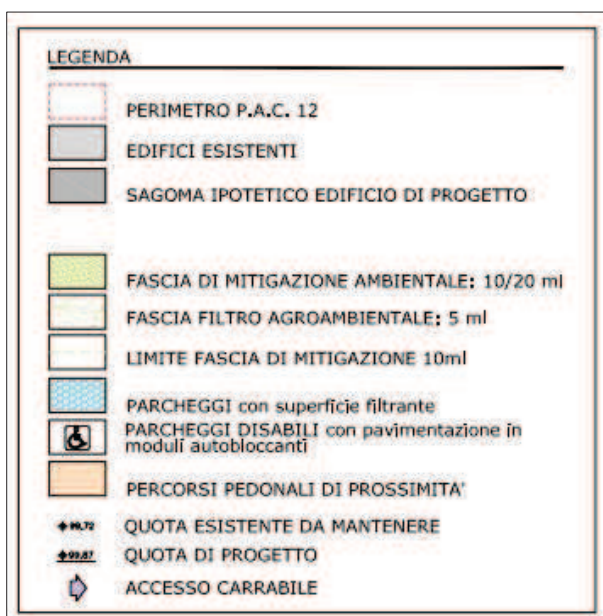 LEGENDA
PERIMETRO P.A.C. 12
EDIFICI ESISTENTI
SAGOMA IPOTETICO EDIFICIO DI PROGETTO
FASCIA DI MITIGAZIONE AMBIENTALE: 10/20 ml
FASCIA FILTRO AGROAMBIENTALE: 5 ml
LIMITE FASCIA DI MITIGAZIONE 10ml
PARCHEGGI con superficie filtrante
PARCHEGGI DISABILI con pavimentazione in
moduli autobloccanti
PERCORSI PEDONALI DI PROSSIMITA'
QUOTA ESISTENTE DA MANTENERE
QUOTA DI PROGETTO
ACCESSO CARRABILE